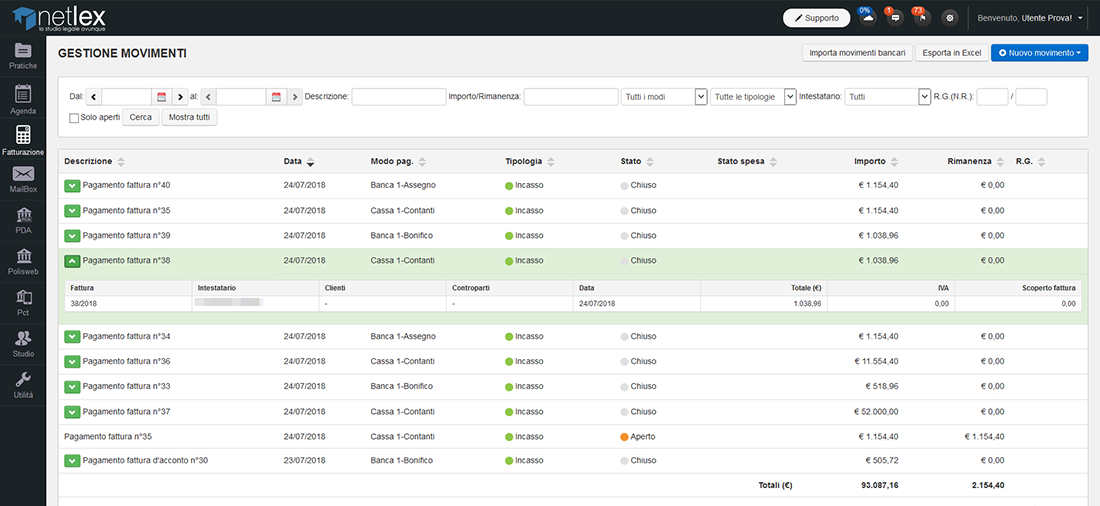 netlex
lo studio legale ovunque
Supporto
0%
1
73
Benvenuto, Utente Prova!
Pratiche
Agenda
Fatturazione
MailBox
PDA
Polisweb
Pct
Studio
Utilità
GESTIONE MOVIMENTI
Importa movimenti bancari
Esporta in Excel
Nuovo movimento
Dal: al: Descrizione: Importo/Rimanenza: Tutti i modi Tutte le tipologie Intestatario: Tutti R.G.(N.R.): /
Solo aperti Cerca Mostra tutti
Descrizione Data Modo pag. Tipologia Stato Stato spesa Importo Rimanenza R.G.
Pagamento fattura n°40 24/07/2018 Banca 1-Assegno Incasso Chiuso € 1.154,40 € 0,00
Pagamento fattura n°35 24/07/2018 Cassa 1-Contanti Incasso Chiuso € 1.154,40 € 0,00
Pagamento fattura n°39 24/07/2018 Banca 1-Bonifico Incasso Chiuso € 1.038,96 € 0,00
Pagamento fattura n°38 24/07/2018 Cassa 1-Contanti Incasso Chiuso € 1.038,96 € 0,00
Fattura Intestatario Clienti Controparti Data Totale (€) IVA Scoperto fattura
38/2018 - - 24/07/2018 1.038,96 0,00 0,00
Pagamento fattura n°34 24/07/2018 Banca 1-Assegno Incasso Chiuso € 1.154,40 € 0,00
Pagamento fattura n°36 24/07/2018 Cassa 1-Contanti Incasso Chiuso € 11.554,40 € 0,00
Pagamento fattura n°33 24/07/2018 Banca 1-Bonifico Incasso Chiuso € 518,96 € 0,00
Pagamento fattura n°37 24/07/2018 Cassa 1-Contanti Incasso Chiuso € 52.000,00 € 0,00
Pagamento fattura n°35 24/07/2018 Cassa 1-Contanti Incasso Aperto € 1.154,40 € 1.154,40
Pagamento fattura d'acconto n°30 23/07/2018 Banca 1-Bonifico Incasso Chiuso € 505,72 € 0,00
Totali (€) 93.087,16 2.154,40